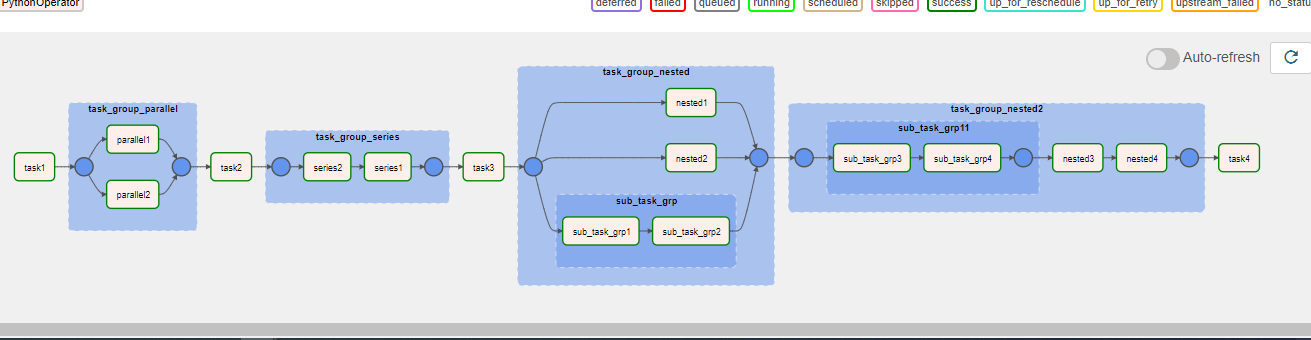 PythonOperator
deferred failed queued running scheduled skipped success up_for_reschedule up_for_retry upstream_failed no_statu
Auto-refresh
task_group_nested
task_group_parallel
nested1
task_group_nested2
sub_task_grp11
task_group_series
parallel1
nested2
sub_task_grp3 sub_task_grp4 nested3 nested4 task4
task1 task2 series2 series1 task3
parallel2
sub_task_grp
sub_task_grp1 sub_task_grp2